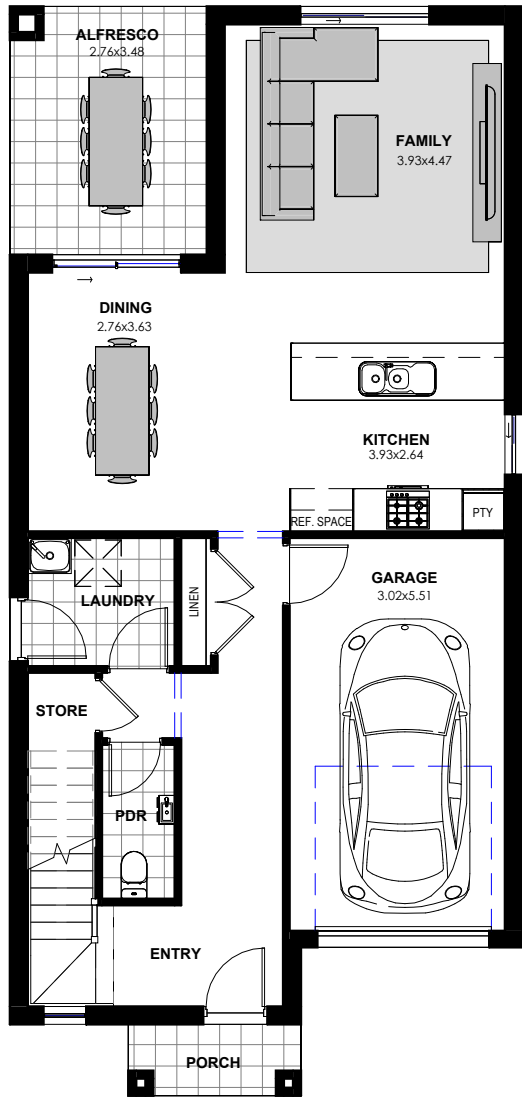 ALFRESCO
2.76x3.48
FAMILY
3.93x4.47
DINING
2.76x3.63
KITCHEN
3.93x2.64
REF. SPACE
PTY
LAUNDRY
LINEN
GARAGE
3.02x5.51
STORE
PDR
ENTRY
PORCH